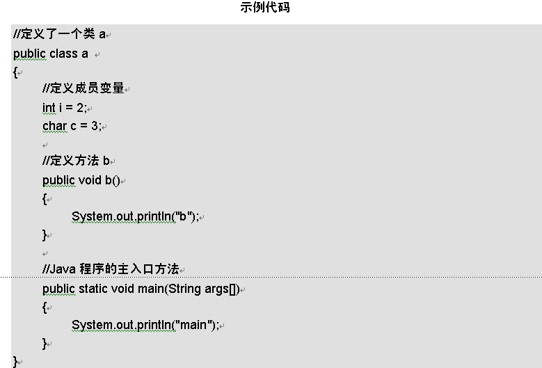 示例代码
//定义了一个类 a
public class a
{
//定义成员变量
int i = 2;
char c = 3;
//定义方法 b
public void b()
{
System.out.println("b");
}
//Java 程序的主入口方法
public static void main(String args[])
{
System.out.println("main");
}
}